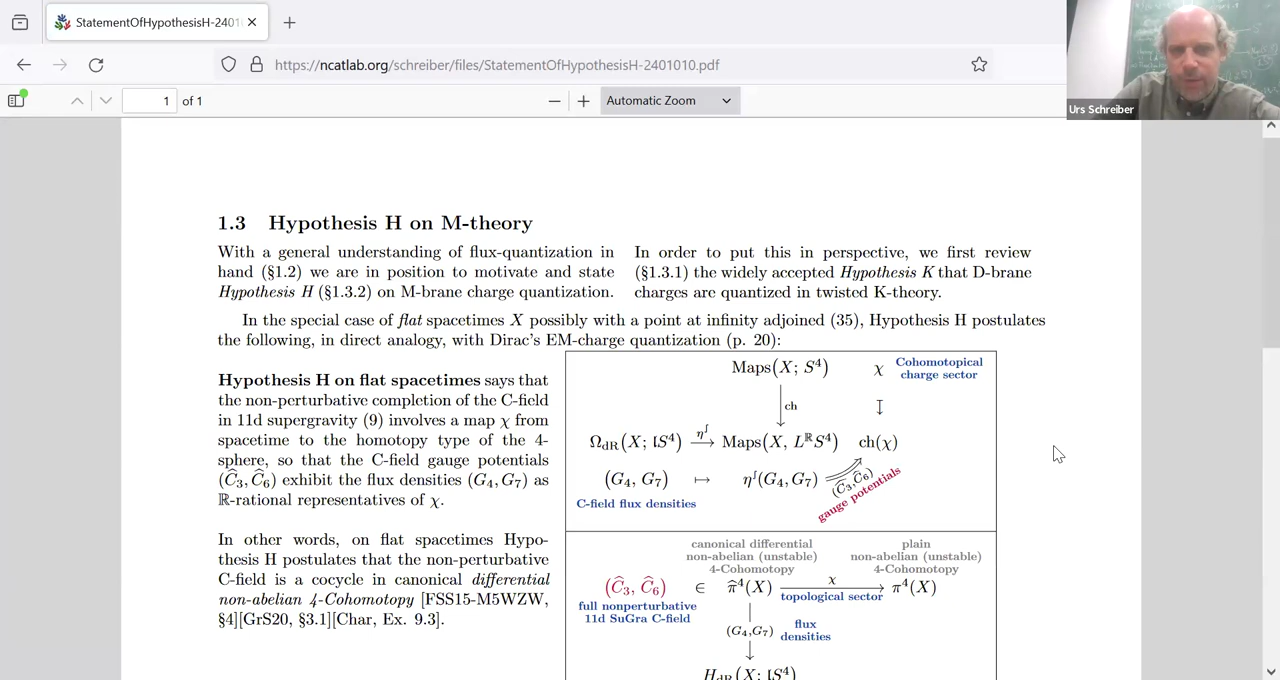 StatementOfHypothesisH-24010
https://ncatlab.org/schreiber/files/StatementOfHypothesisH-2401010.pdf
1 of 1
Automatic Zoom
Urs Schreiber
1.3 Hypothesis H on M-theory
With a general understanding of flux-quantization in
hand (§1.2) we are in position to motivate and state
Hypothesis H (§1.3.2) on M-brane charge quantization.
In order to put this in perspective, we first review
(§1.3.1) the widely accepted Hypothesis K that D-brane
charges are quantized in twisted K-theory.
In the special case of flat spacetimes X possibly with a point at infinity adjoined (35), Hypothesis H postulates
the following, in direct analogy, with Dirac's EM-charge quantization (p. 20):
Hypothesis H on flat spacetimes says that
the non-perturbative completion of the C-field
in 11d supergravity (9) involves a map χ from
spacetime to the homotopy type of the 4-
sphere, so that the C-field gauge potentials
(Ĉ₃, Ĉ₆) exhibit the flux densities (G₄, G₇) as
ℝ-rational representatives of χ.
In other words, on flat spacetimes Hypo-
thesis H postulates that the non-perturbative
C-field is a cocycle in canonical differential
non-abelian 4-Cohomotopy [FSS15-M5WZW,
§4][GrS20, §3.1][Char, Ex. 9.3].
Maps(X; S⁴) χ Cohomotopical
charge sector
ch
Ω_dR(X; 𝔩S⁴) η^ʃ → Maps(X, L^ℝS⁴) ch(χ)
(G₄, G₇) ↦ η^ʃ(G₄, G₇) (Ĉ₃, Ĉ₆)
C-field flux densities gauge potentials
canonical differential plain
non-abelian (unstable) non-abelian (unstable)
4-Cohomotopy 4-Cohomotopy
(Ĉ₃, Ĉ₆) ∈ π̂⁴(X) χ → π⁴(X)
full nonperturbative topological sector
11d SuGra C-field
(G₄,G₇) flux
densities
H_dR(X; 𝔩S⁴)